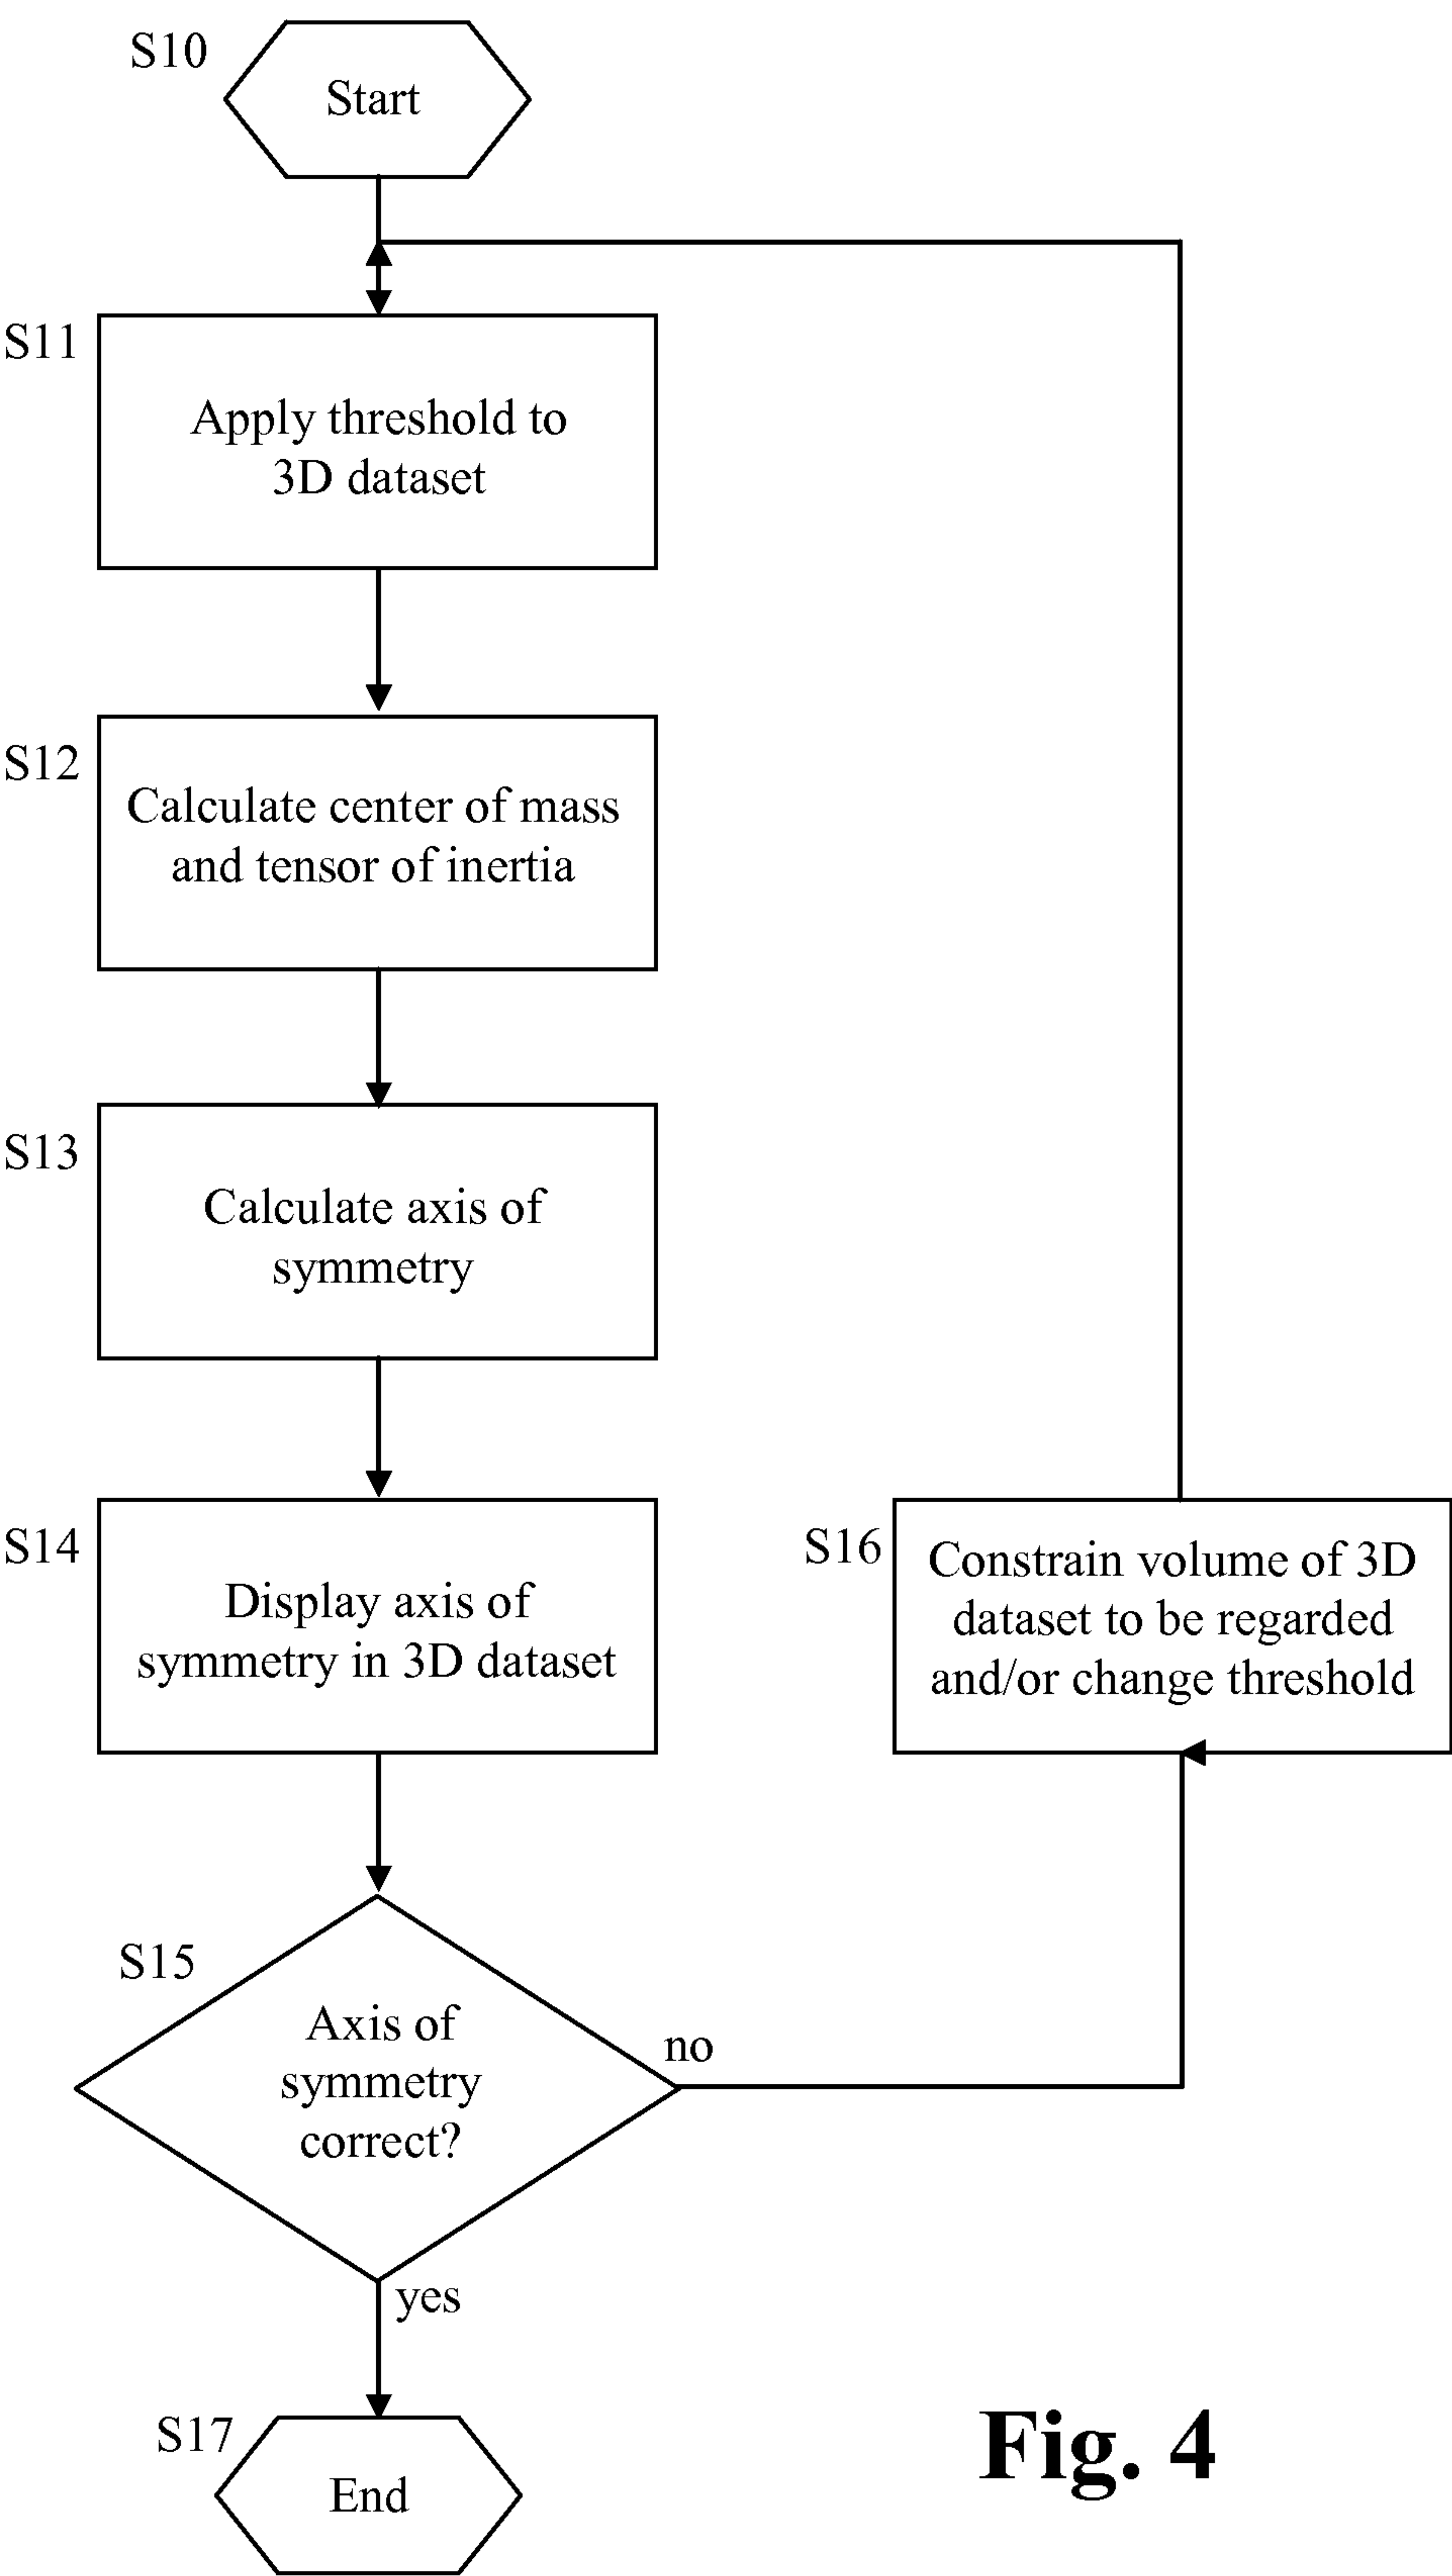 S10
Start
S11
Apply threshold to
3D dataset
S12
Calculate center of mass
and tensor of inertia
S13
Calculate axis of
symmetry
S14
Display axis of
symmetry in 3D dataset
S16
Constrain volume of 3D
dataset to be regarded
and/or change threshold
S15
Axis of
symmetry
correct?
no
yes
S17
End
Fig. 4